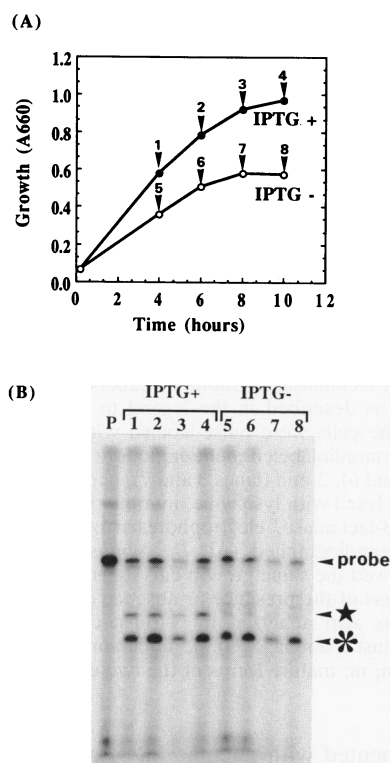 (A)
Growth (A660)
1.2
1.0
0.8
0.6
0.4
0.2
0.0
1
2
3
4
IPTG +
5
6
7
8
IPTG -
0 2 4 6 8 10 12
Time (hours)
(B)
IPTG+ IPTG-
P 1 2 3 4 5 6 7 8
probe